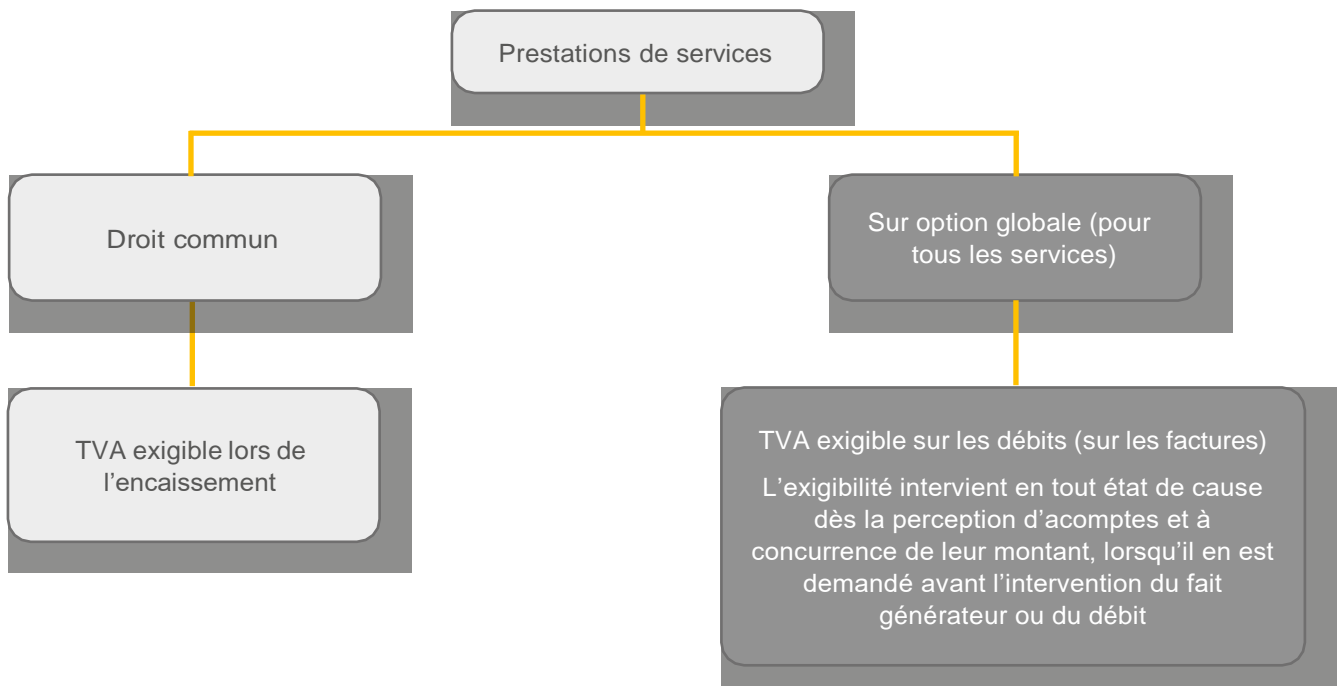 Prestations de services
Droit commun
Sur option globale (pour
tous les services)
TVA exigible lors de
l’encaissement
TVA exigible sur les débits (sur les factures)
L’exigibilité intervient en tout état de cause
dès la perception d’acomptes et à
concurrence de leur montant, lorsqu’il en est
demandé avant l’intervention du fait
générateur ou du débit